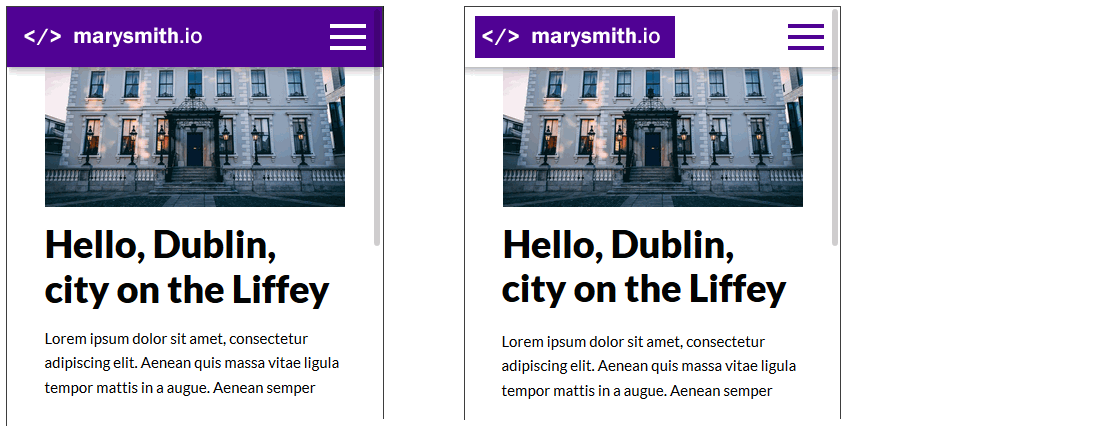 </> marysmith.io
Hello, Dublin,
city on the Liffey
Lorem ipsum dolor sit amet, consectetur
adipiscing elit. Aenean quis massa vitae ligula
tempor mattis in a augue. Aenean semper
</> marysmith.io
Hello, Dublin,
city on the Liffey
Lorem ipsum dolor sit amet, consectetur
adipiscing elit. Aenean quis massa vitae ligula
tempor mattis in a augue. Aenean semper